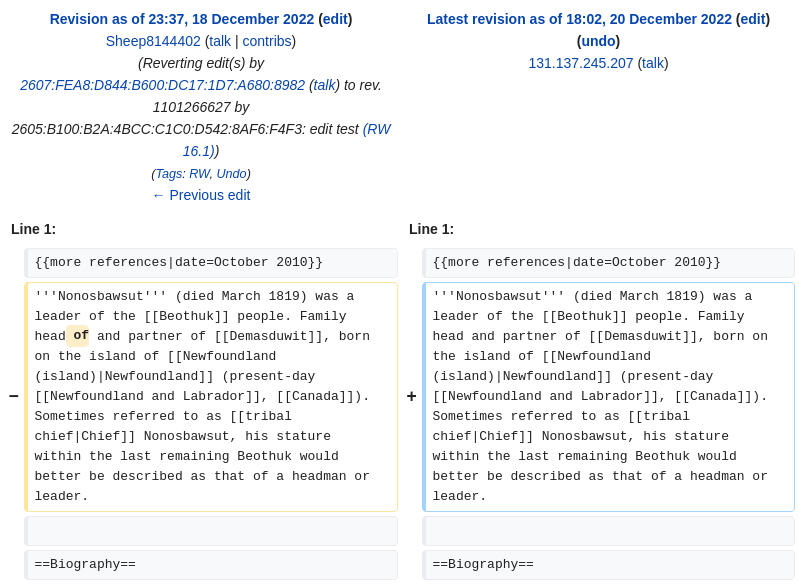 Revision as of 23:37, 18 December 2022 (edit)
Sheep8144402 (talk | contribs)
(Reverting edit(s) by
2607:FEA8:D844:B600:DC17:1D7:A680:8982 (talk) to rev.
1101266627 by
2605:B100:B2A:4BCC:C1C0:D542:8AF6:F4F3: edit test (RW
16.1))
(Tags: RW, Undo)
← Previous edit
Latest revision as of 18:02, 20 December 2022 (edit)
(undo)
131.137.245.207 (talk)
Line 1:
{{more references|date=October 2010}}
−
'''Nonosbawsut''' (died March 1819) was a
leader of the [[Beothuk]] people. Family
head of and partner of [[Demasduwit]], born
on the island of [[Newfoundland
(island)|Newfoundland]] (present-day
[[Newfoundland and Labrador]], [[Canada]]).
Sometimes referred to as [[tribal
chief|Chief]] Nonosbawsut, his stature
within the last remaining Beothuk would
better be described as that of a headman or
leader.
==Biography==
Line 1:
{{more references|date=October 2010}}
+
'''Nonosbawsut''' (died March 1819) was a
leader of the [[Beothuk]] people. Family
head and partner of [[Demasduwit]], born on
the island of [[Newfoundland
(island)|Newfoundland]] (present-day
[[Newfoundland and Labrador]], [[Canada]]).
Sometimes referred to as [[tribal
chief|Chief]] Nonosbawsut, his stature
within the last remaining Beothuk would
better be described as that of a headman or
leader.
==Biography==